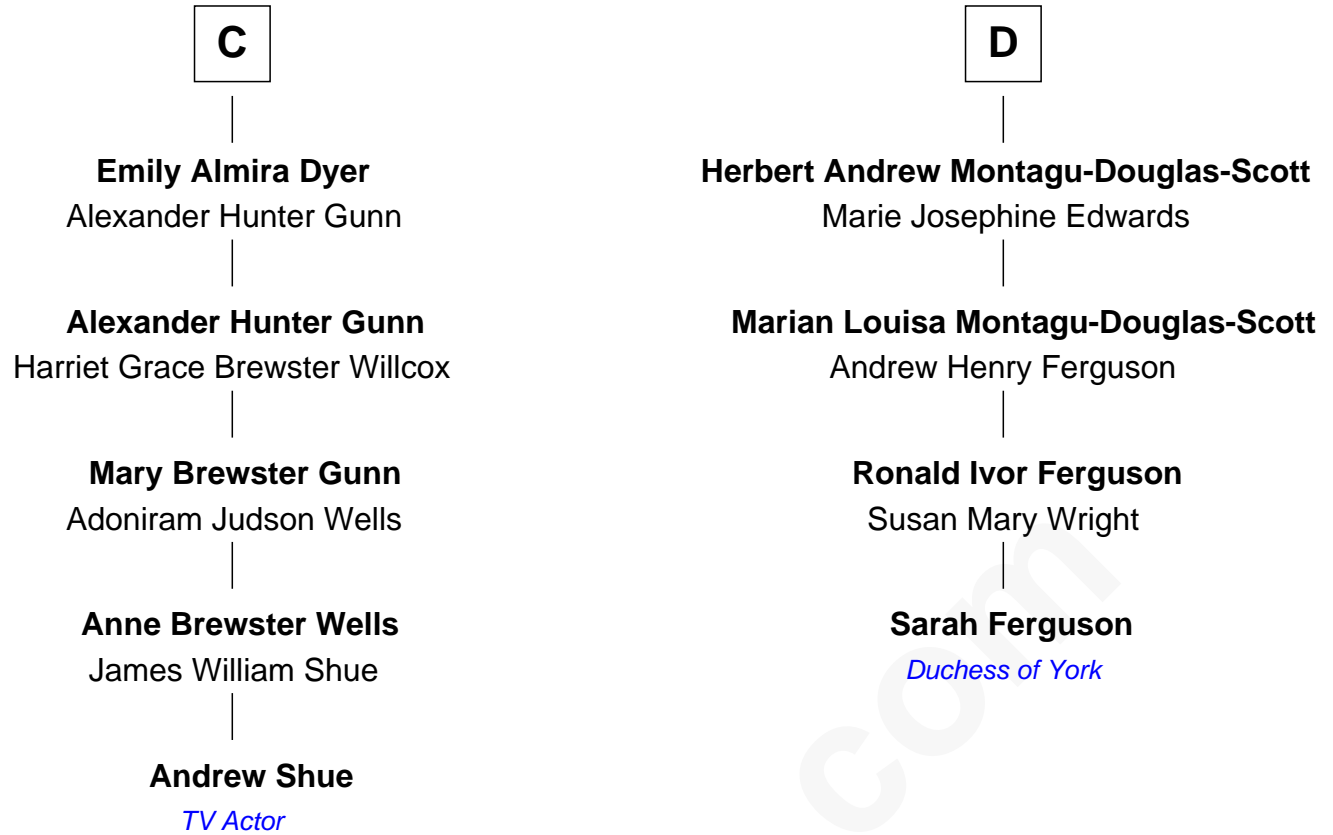 C
Emily Almira Dyer
Alexander Hunter Gunn
Alexander Hunter Gunn
Harriet Grace Brewster Willcox
Mary Brewster Gunn
Adoniram Judson Wells
Anne Brewster Wells
James William Shue
Andrew Shue
TV Actor
D
Herbert Andrew Montagu-Douglas-Scott
Marie Josephine Edwards
Marian Louisa Montagu-Douglas-Scott
Andrew Henry Ferguson
Ronald Ivor Ferguson
Susan Mary Wright
Sarah Ferguson
Duchess of York
com